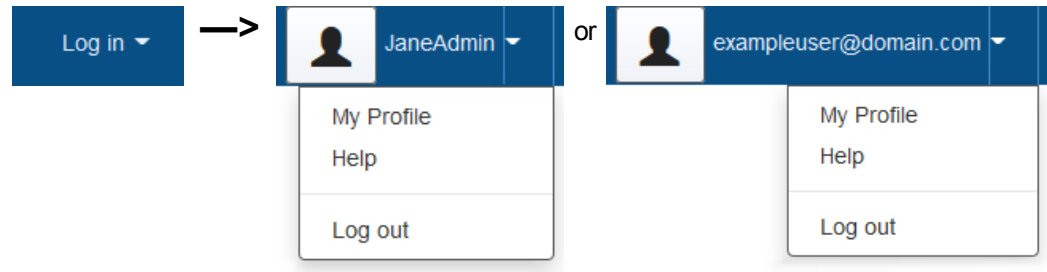 Log in
—>
JaneAdmin
or
exampleuser@domain.com
My Profile
Help
Log out
My Profile
Help
Log out